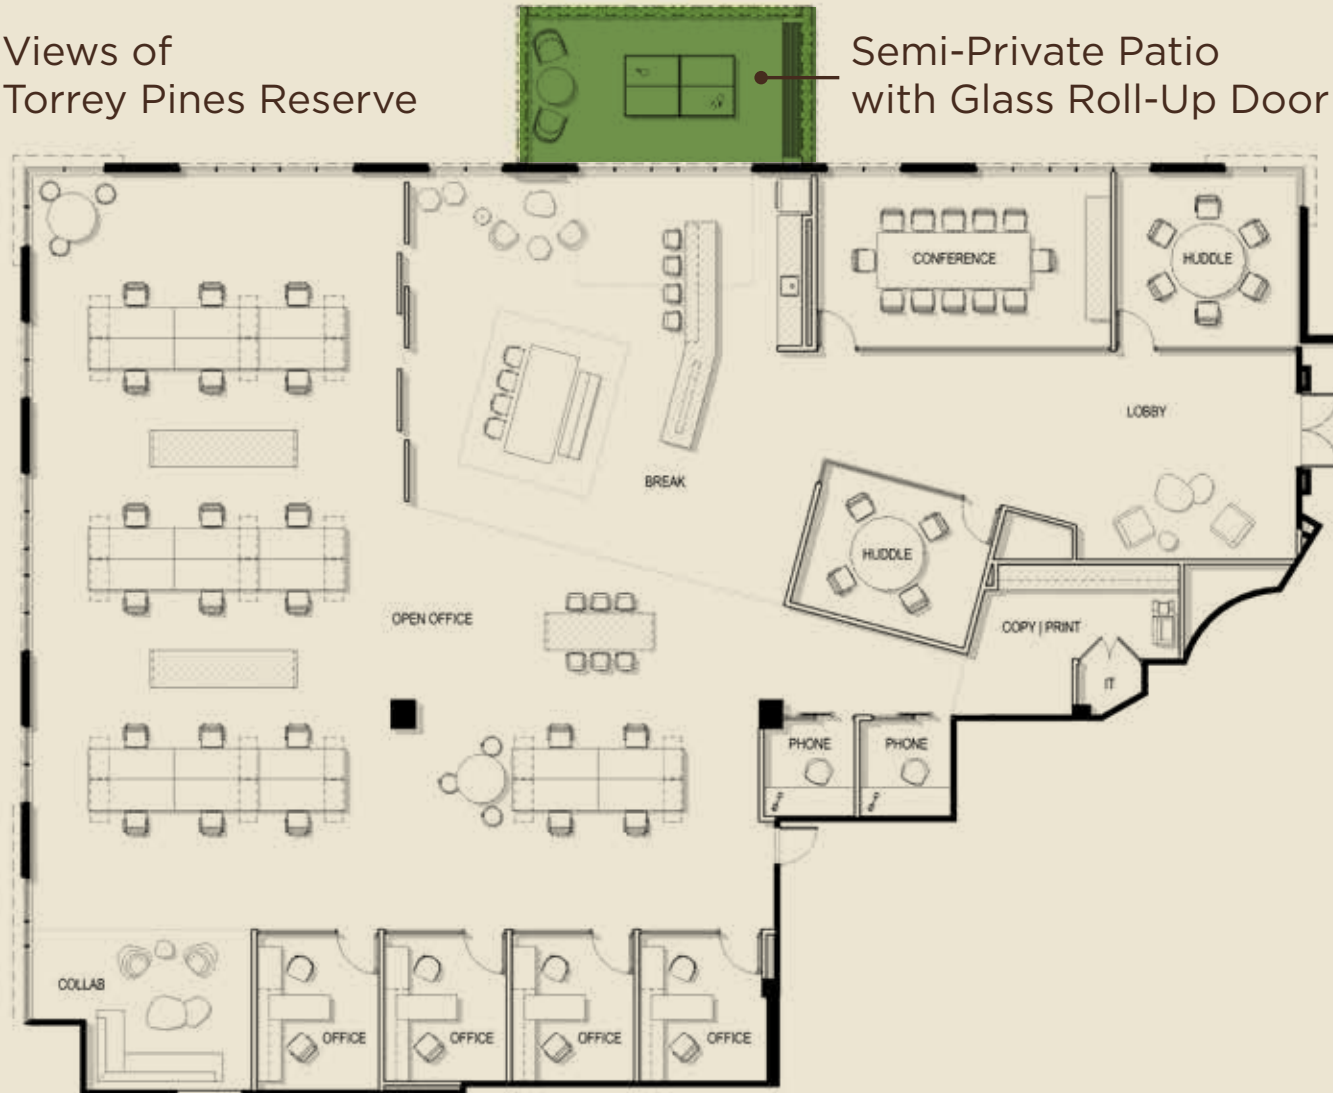 Views of
Torrey Pines Reserve
Semi-Private Patio
with Glass Roll-Up Door
CONFERENCE
HUDDLE
LOBBY
BREAK
HUDDLE
OPEN OFFICE
COPY | PRINT
IT
PHONE
PHONE
COLLAB
OFFICE
OFFICE
OFFICE
OFFICE